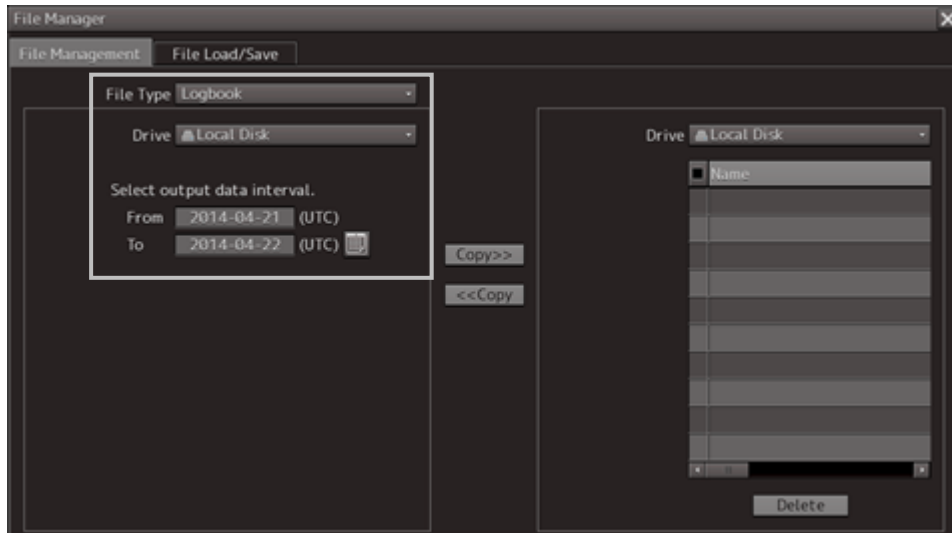 File Manager
File Management
File Load/Save
File Type Logbook
Drive Local Disk
Select output data interval.
From 2014-04-21 (UTC)
To 2014-04-22 (UTC)
Copy>>
<<Copy
Drive Local Disk
Name
Delete